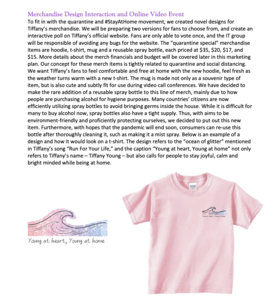 Merchandise Design Interaction and Online Video Event
To fit in with the quarantine and #StayAtHome movement, we created novel designs for
Tiffany's merchandise. We will be preparing two versions for fans to choose from, and create an
interactive poll on Tiffany's official website. Fans are only able to vote once, and the IT group
will be responsible of avoiding any bugs for the website. The "quarantine special" merchandise
items are hoodie, t-shirt, mug and a reusable spray bottle, each priced at $35, $20, $17, and
$15. More details about the merch financials and budget will be covered later in this marketing
plan. Our concept for these merch items is tightly related to quarantine and social distancing.
We want Tiffany's fans to feel comfortable and free at home with the new hoodie, feel fresh as
the weather turns warm with a new t-shirt. The mug is made not only as a souvenir type of
item, but is also cute and subtly fit for use during video call conferences. We have decided to
make the rare addition of a reusable spray bottle to this line of merch, mainly due to how
people are purchasing alcohol for hygiene purposes. Many countries' citizens are now
efficiently utilizing spray bottles to avoid bringing germs inside the house. While it is difficult for
many to buy alcohol now, spray bottles also have a tight supply. Thus, with aims to be
environment-friendly and proficiently protecting ourselves, we decided to put out this new
item. Furthermore, with hopes that the pandemic will end soon, consumers can re-use this
bottle after thoroughly cleaning it, such as making it a mist spray. Below is an example of a
design and how it would look on a t-shirt. The design refers to the "ocean of glitter" mentioned
in Tiffany's song "Run For Your Life," and the caption "Young at heart, Young at home" not only
refers to Tiffany's name – Tiffany Young – but also calls for people to stay joyful, calm and
bright minded while being at home.
Young at heart, Young at home